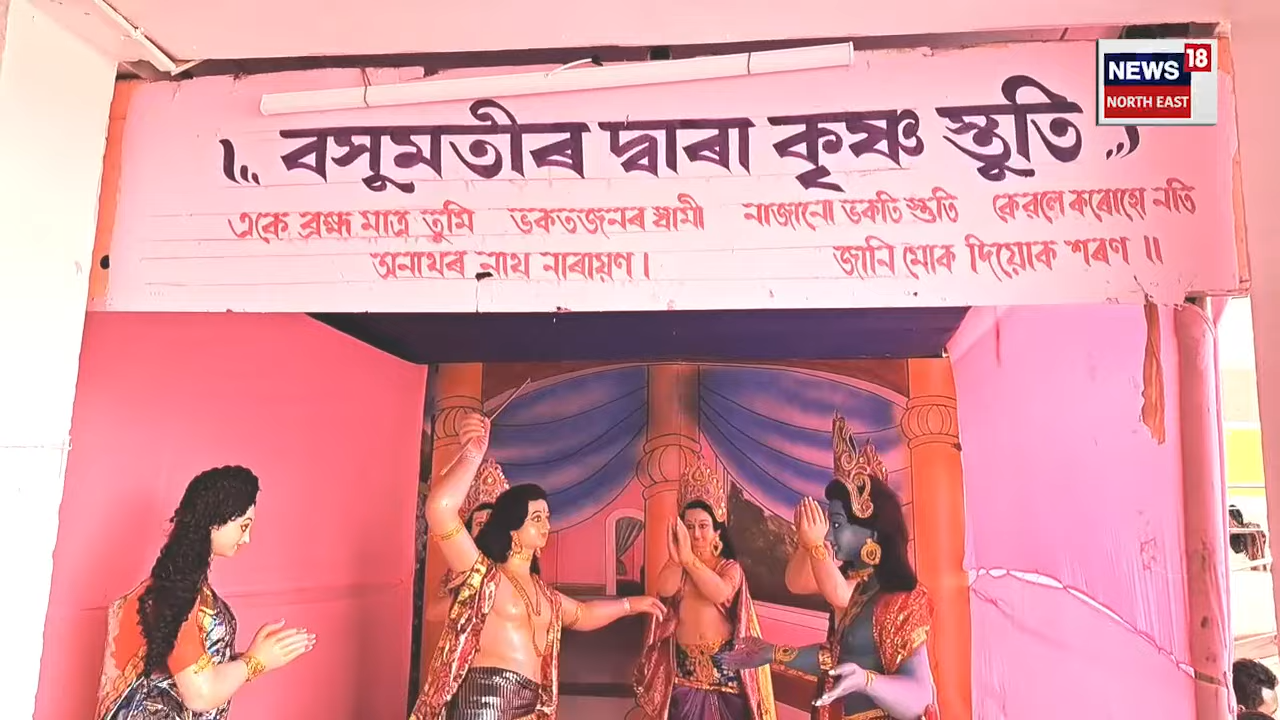 বসুমতীৰ দ্বাৰা কৃষ্ণ স্তুতি
একে ব্ৰহ্ম মাত্ৰ তুমি ভকতজনৰ স্বামী নাজানো ভকতি স্তুতি কেৱলে কৰোহো নতি
অনাথৰ নাথ নাৰায়ণ। জানি মোক দিয়োক শৰণ ॥
NEWS 18
NORTH EAST